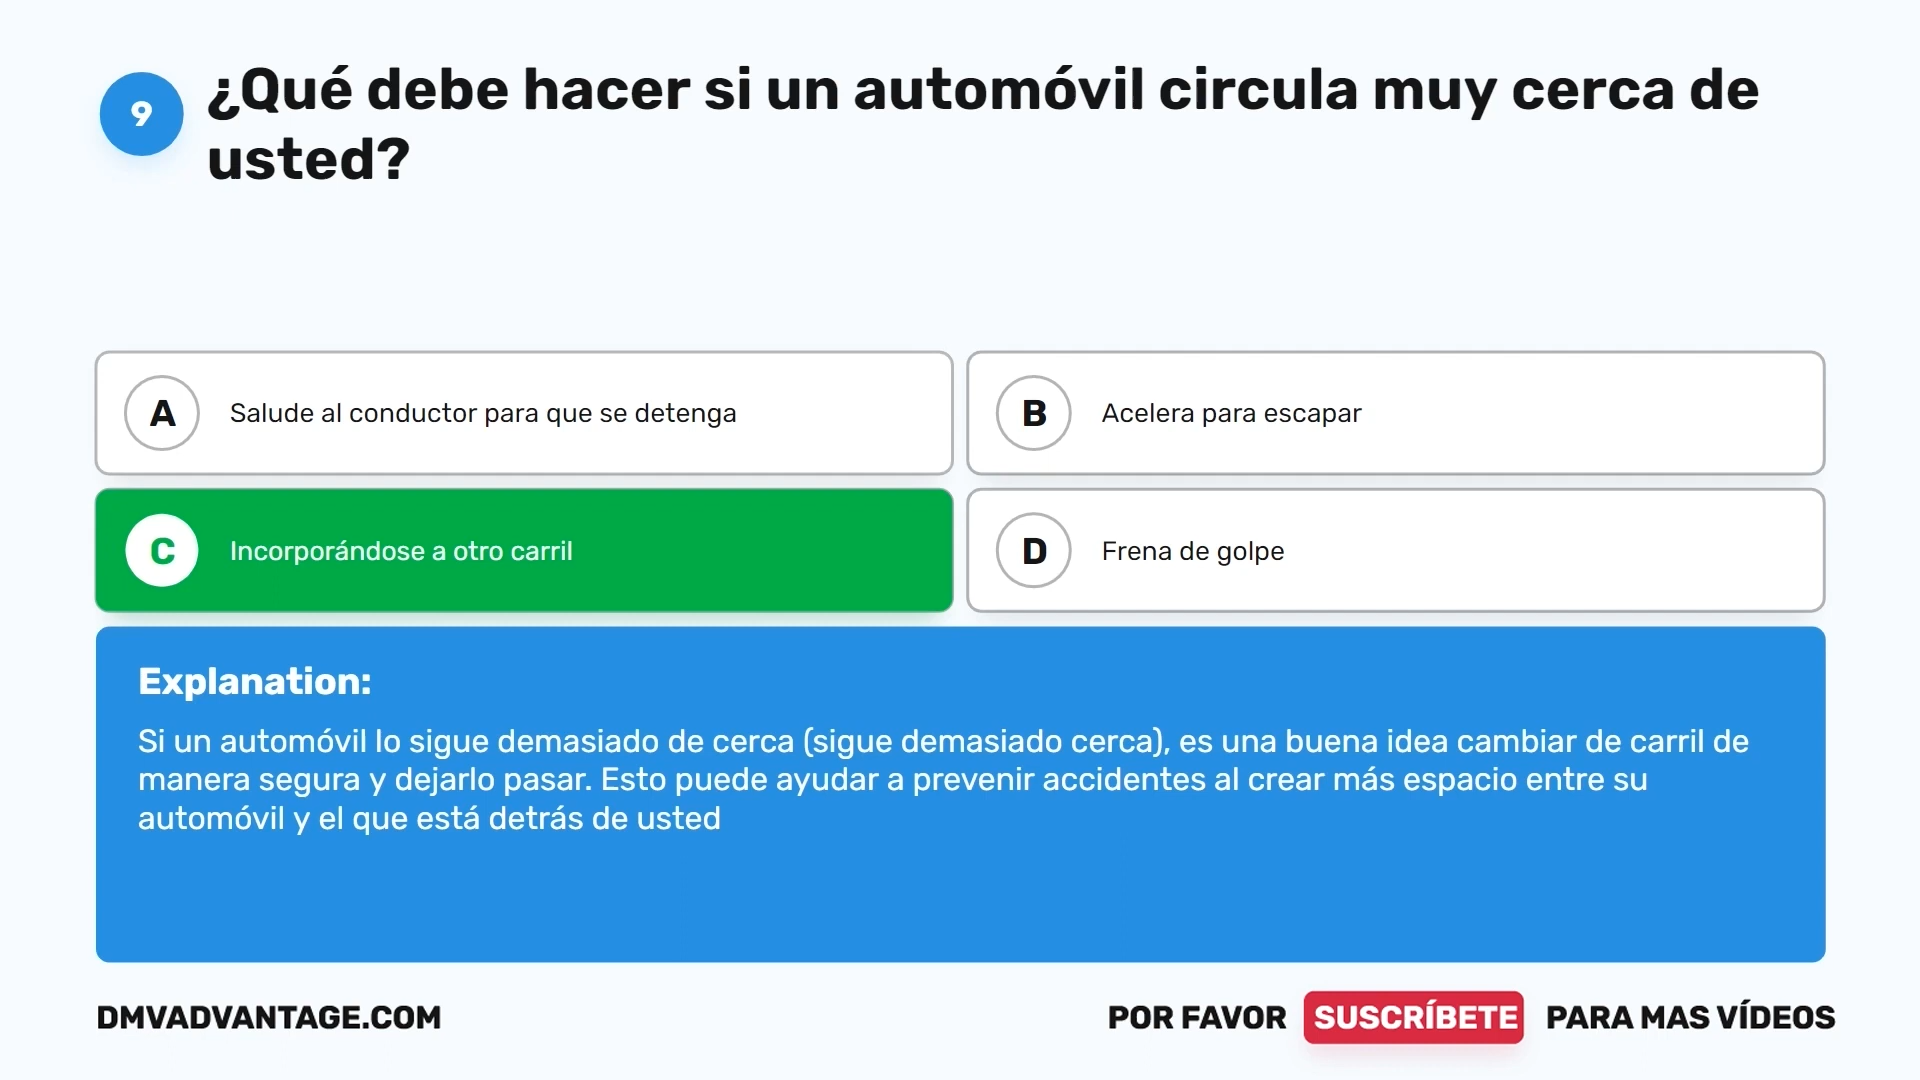 9
¿Qué debe hacer si un automóvil circula muy cerca de
usted?
A Salude al conductor para que se detenga
B Acelera para escapar
C Incorporándose a otro carril
D Frena de golpe
Explanation:
Si un automóvil lo sigue demasiado de cerca (sigue demasiado cerca), es una buena idea cambiar de carril de
manera segura y dejarlo pasar. Esto puede ayudar a prevenir accidentes al crear más espacio entre su
automóvil y el que está detrás de usted
DMVADVANTAGE.COM
POR FAVOR SUSCRÍBETE PARA MAS VÍDEOS